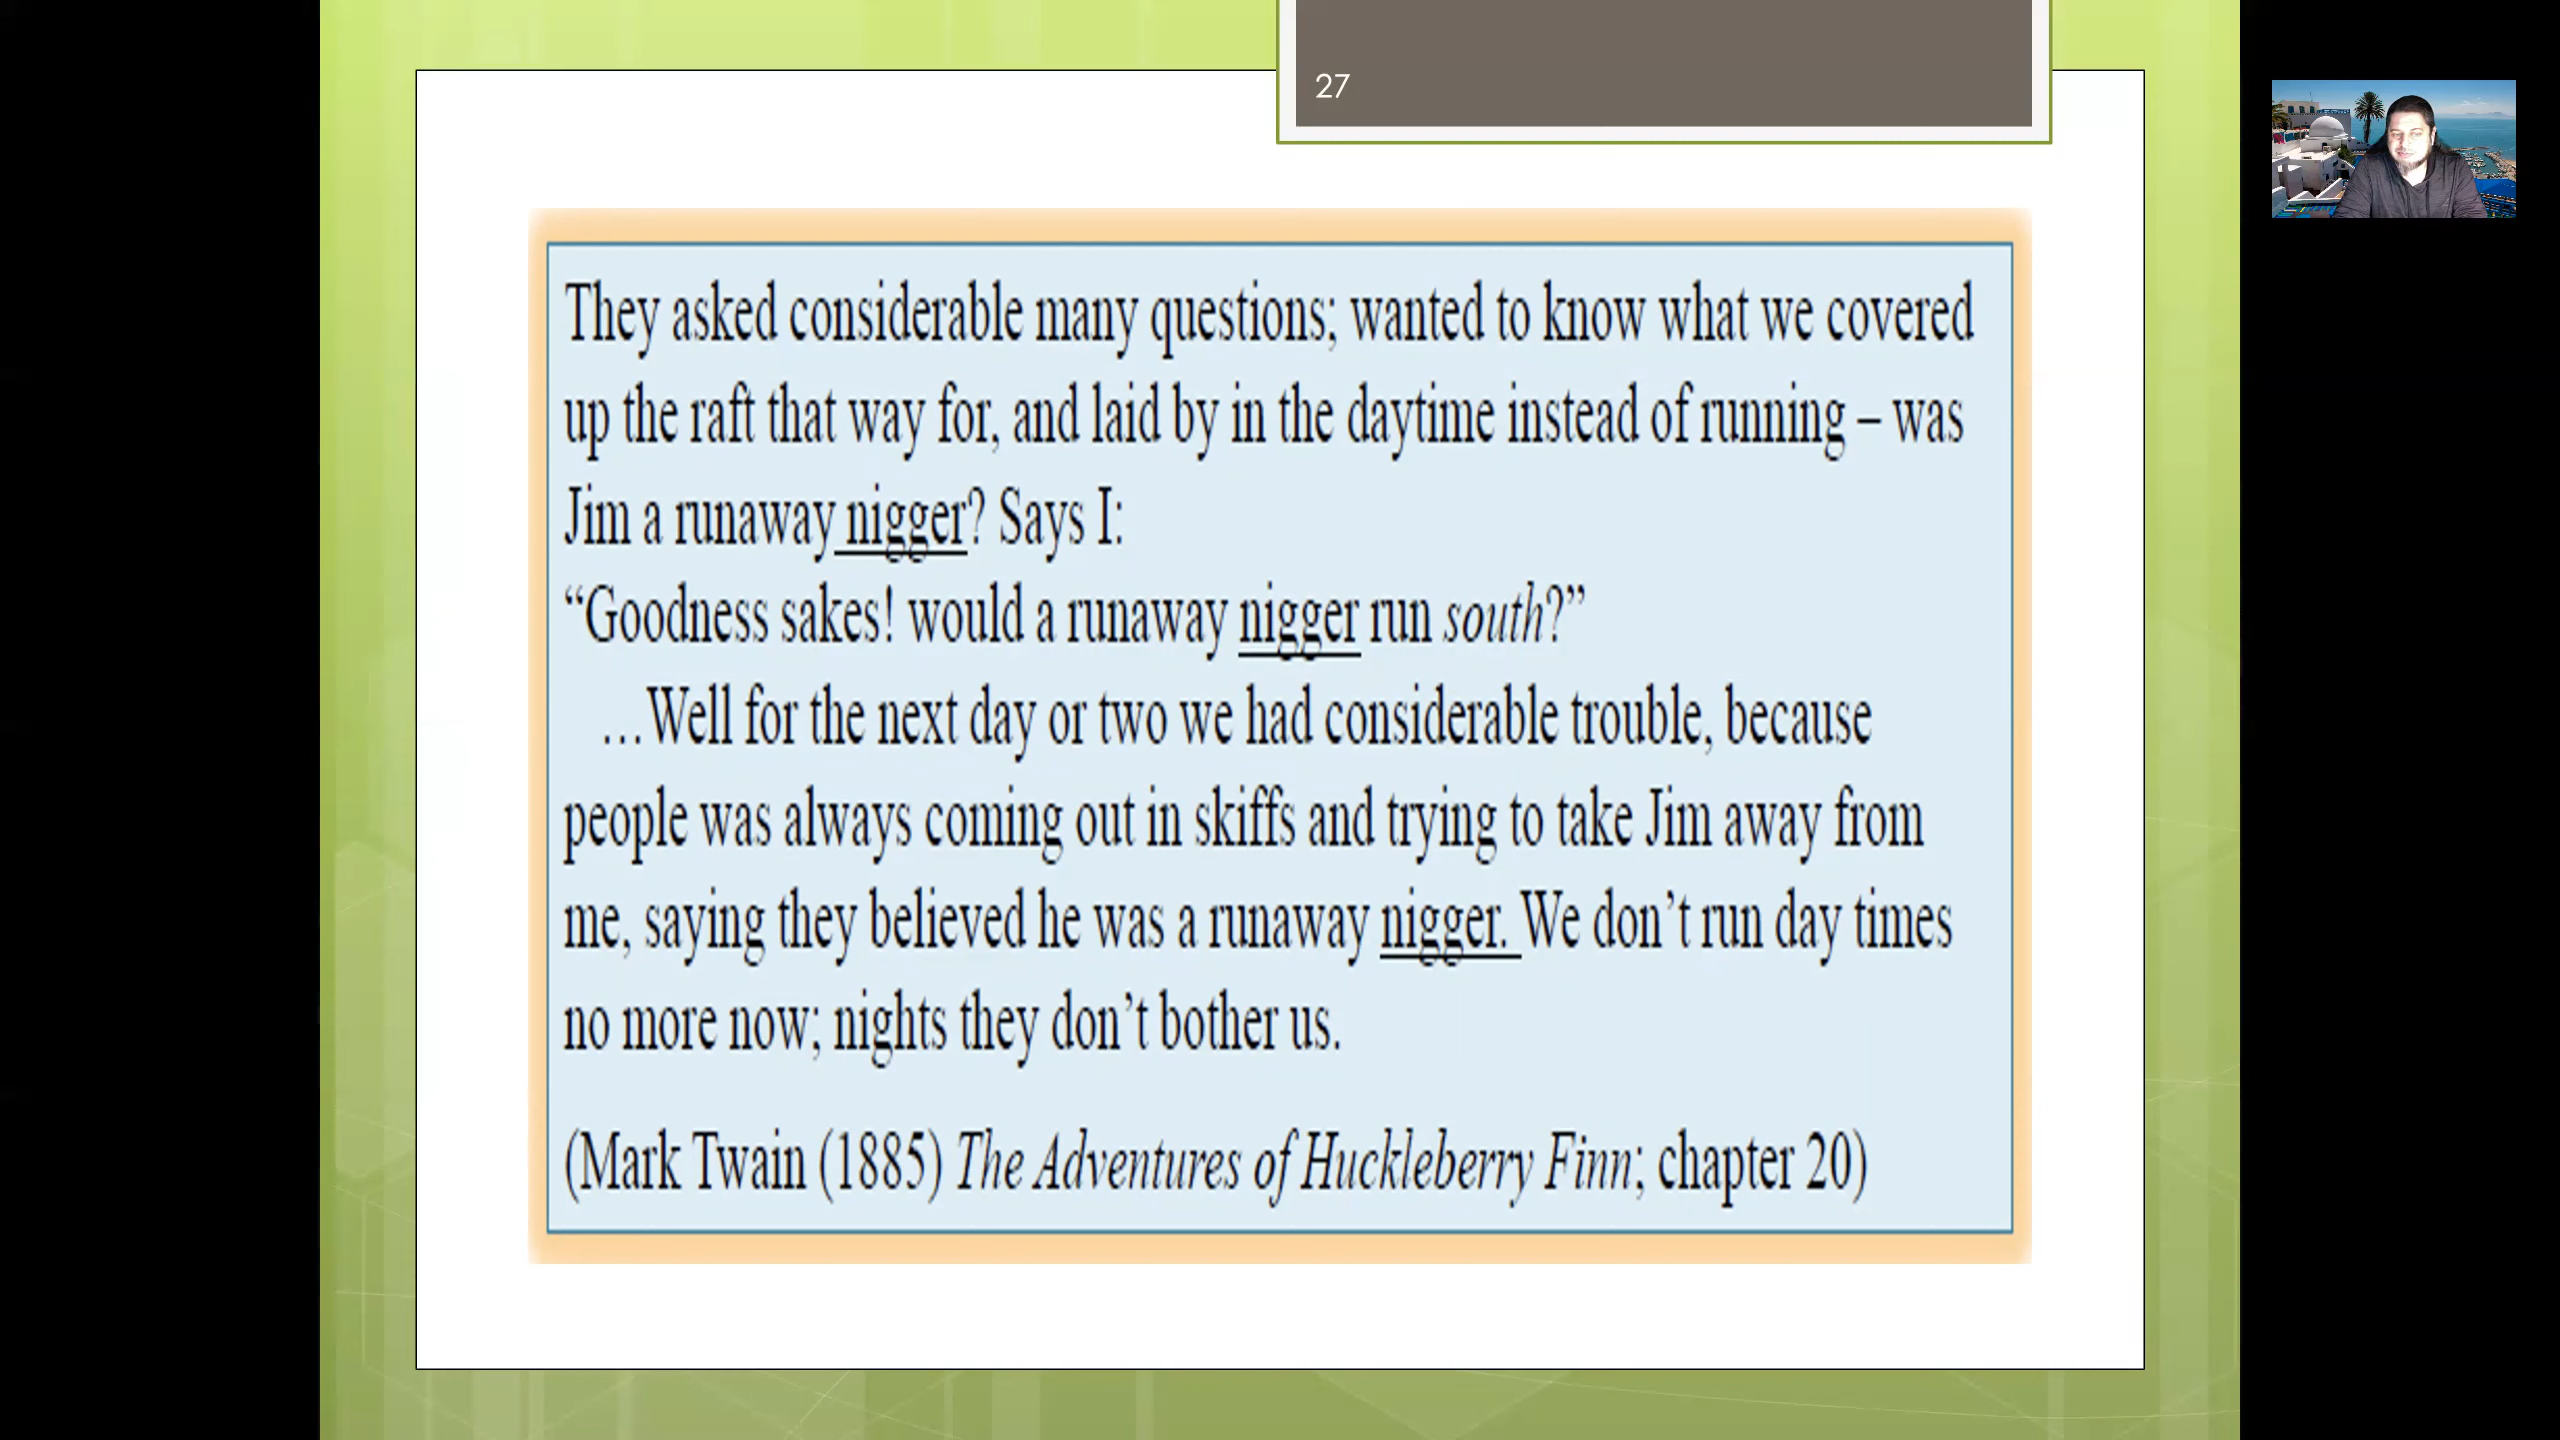 27
They asked considerable many questions; wanted to know what we covered
up the raft that way for, and laid by in the daytime instead of running – was
Jim a runaway nigger? Says I:
“Goodness sakes! would a runaway nigger run south?”
…Well for the next day or two we had considerable trouble, because
people was always coming out in skiffs and trying to take Jim away from
me, saying they believed he was a runaway nigger. We don’t run day times
no more now; nights they don’t bother us.
(Mark Twain (1885) The Adventures of Huckleberry Finn; chapter 20)